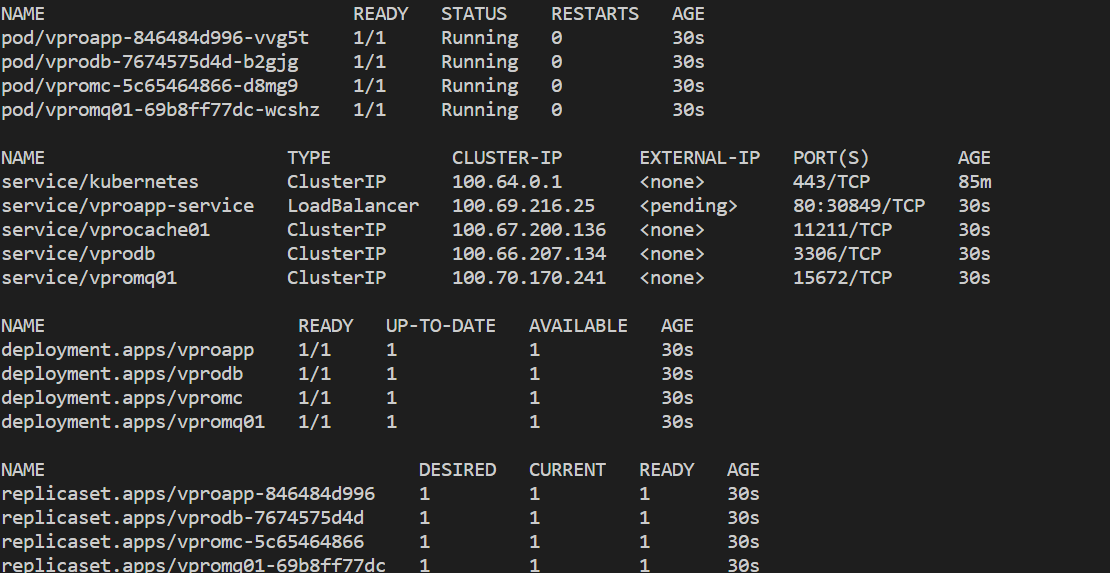 NAME READY STATUS RESTARTS AGE
pod/vproapp-846484d996-vvg5t 1/1 Running 0 30s
pod/vprodb-7674575d4d-b2gjg 1/1 Running 0 30s
pod/vpromc-5c65464866-d8mg9 1/1 Running 0 30s
pod/vpromq01-69b8ff77dc-wcshz 1/1 Running 0 30s
NAME TYPE CLUSTER-IP EXTERNAL-IP PORT(S) AGE
service/kubernetes ClusterIP 100.64.0.1 <none> 443/TCP 85m
service/vproapp-service LoadBalancer 100.69.216.25 <pending> 80:30849/TCP 30s
service/vprocache01 ClusterIP 100.67.200.136 <none> 11211/TCP 30s
service/vprodb ClusterIP 100.66.207.134 <none> 3306/TCP 30s
service/vpromq01 ClusterIP 100.70.170.241 <none> 15672/TCP 30s
NAME READY UP-TO-DATE AVAILABLE AGE
deployment.apps/vproapp 1/1 1 1 30s
deployment.apps/vprodb 1/1 1 1 30s
deployment.apps/vpromc 1/1 1 1 30s
deployment.apps/vpromq01 1/1 1 1 30s
NAME DESIRED CURRENT READY AGE
replicaset.apps/vproapp-846484d996 1 1 1 30s
replicaset.apps/vprodb-7674575d4d 1 1 1 30s
replicaset.apps/vpromc-5c65464866 1 1 1 30s
replicaset.apps/vpromq01-69b8ff77dc 1 1 1 30s